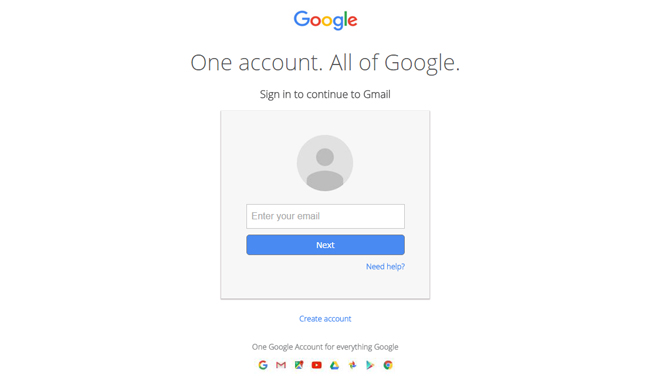 Google
One account. All of Google.
Sign in to continue to Gmail
Enter your email
Next
Need help?
Create account
One Google Account for everything Google